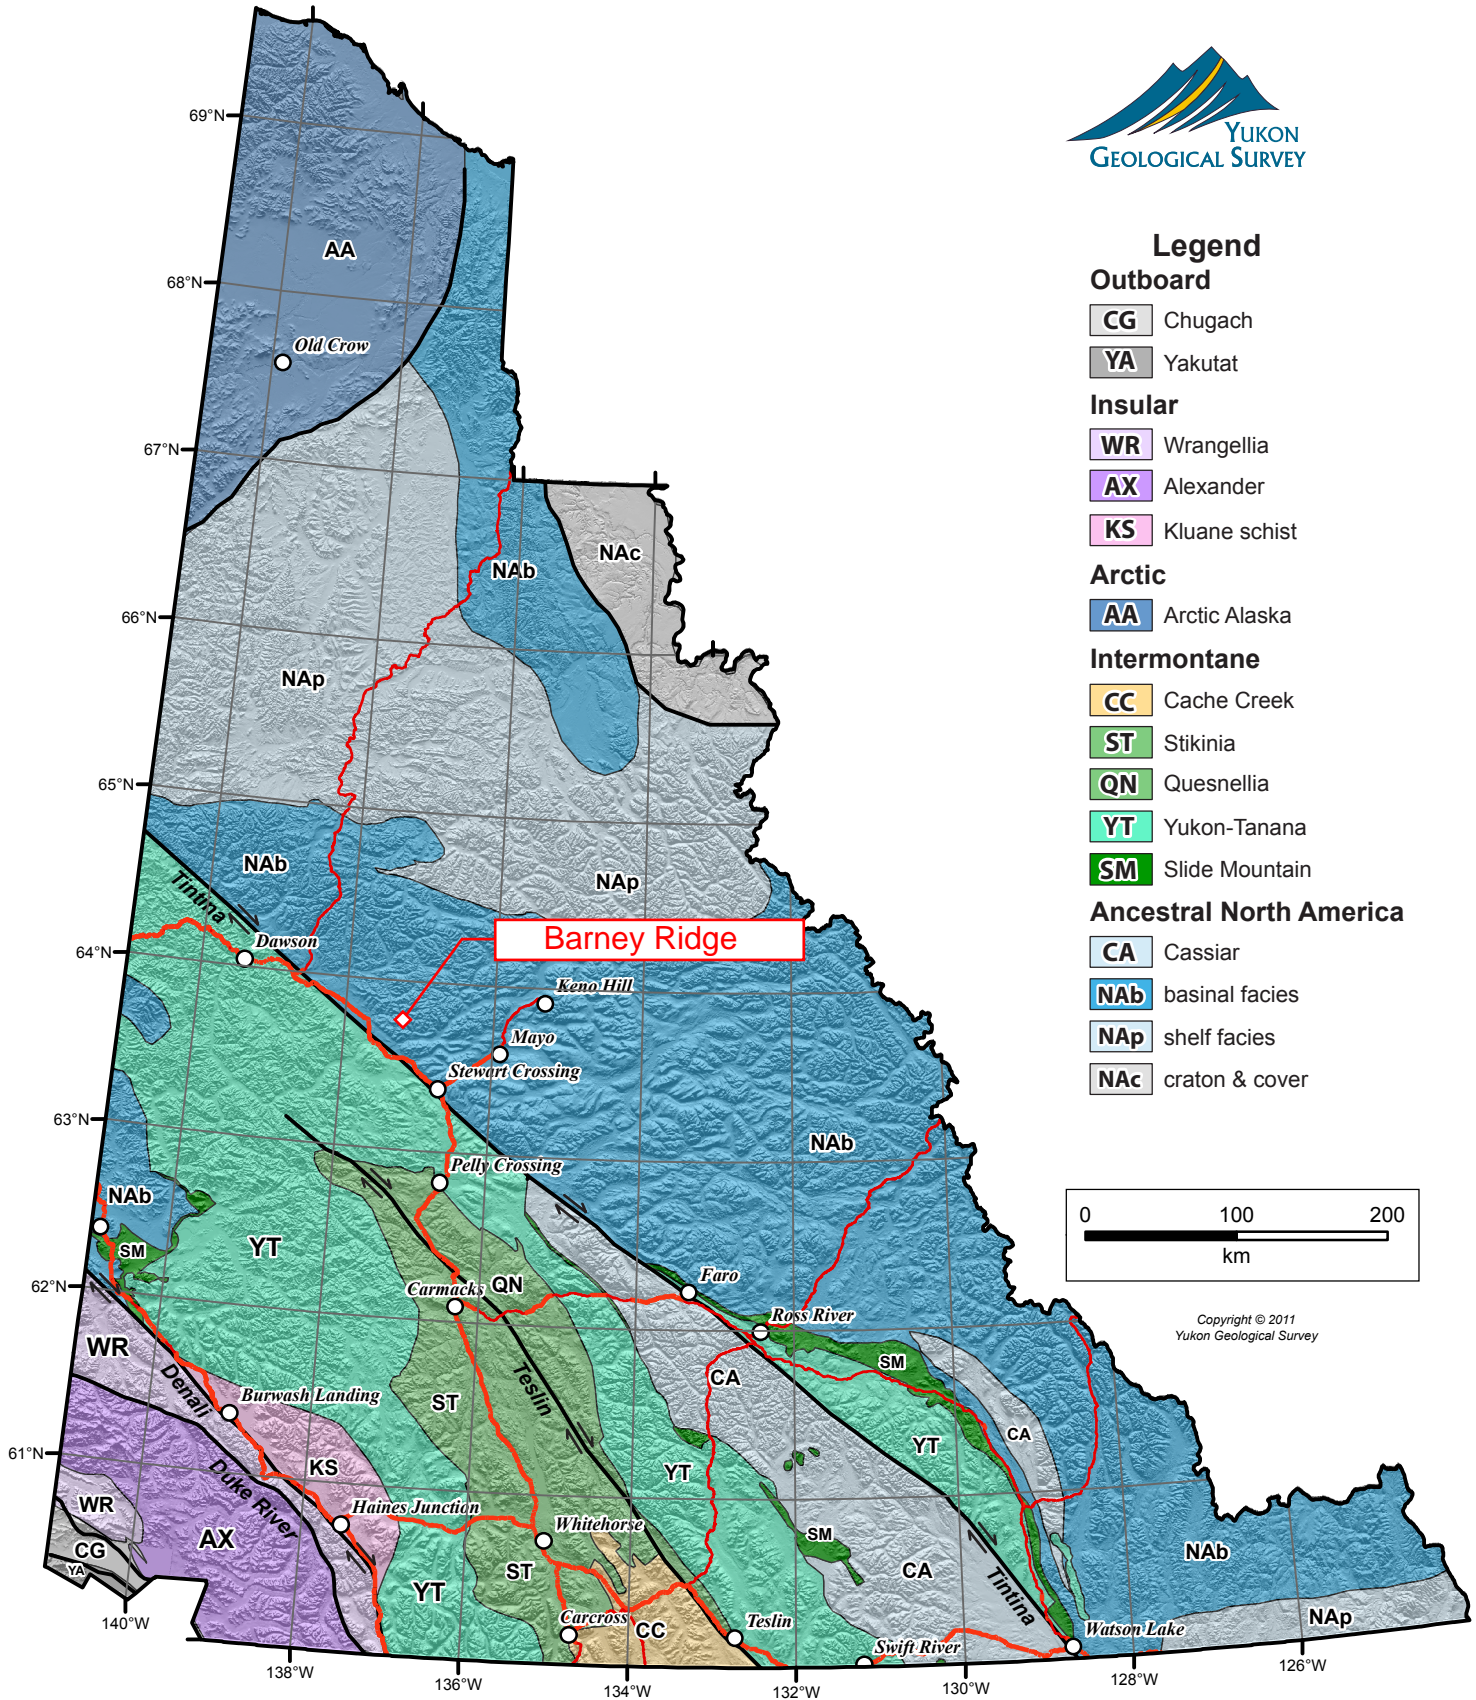 YUKON
GEOLOGICAL SURVEY
Legend
Outboard
CG Chugach
YA Yakutat
Insular
WR Wrangellia
AX Alexander
KS Kluane schist
Arctic
AA Arctic Alaska
Intermontane
CC Cache Creek
ST Stikinia
QN Quesnellia
YT Yukon-Tanana
SM Slide Mountain
Ancestral North America
CA Cassiar
NAb basinal facies
NAp shelf facies
NAc craton & cover
0 100 200
km
Copyright © 2011
Yukon Geological Survey
69°N
AA
68°N
Old Crow
67°N
NAc
NAb
66°N
NAp
65°N
NAb
NAp
Tintina
Dawson
Barney Ridge
64°N
Keno Hill
Mayo
Stewart Crossing
63°N
NAb
Pelly Crossing
NAb
YT
SM
62°N
Faro
QN
Carmacks
Ross River
WR
SM
CA
Denali
Burwash Landing
Teslin
ST
CA
61°N
YT
KS
YT
Duke River
WR
Haines Junction
Whitehorse
SM
AX
CG
NAb
YA
ST
CA
YT
Tintina
140°W
Carcross
CC
Teslin
Watson Lake
NAp
Swift River
138°W
136°W
134°W
132°W
130°W
128°W
126°W